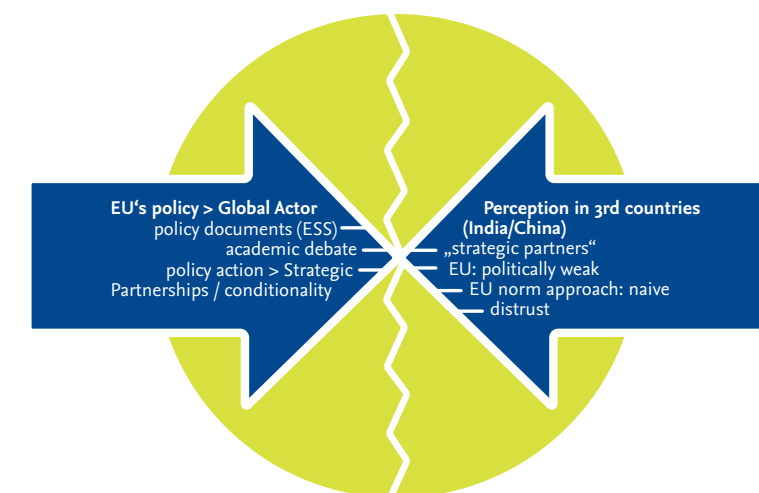 EU‘s policy > Global Actor
policy documents (ESS)
academic debate
policy action > Strategic
Partnerships / conditionality
Perception in 3rd countries
(India/China)
„strategic partners“
EU: politically weak
EU norm approach: naive
distrust